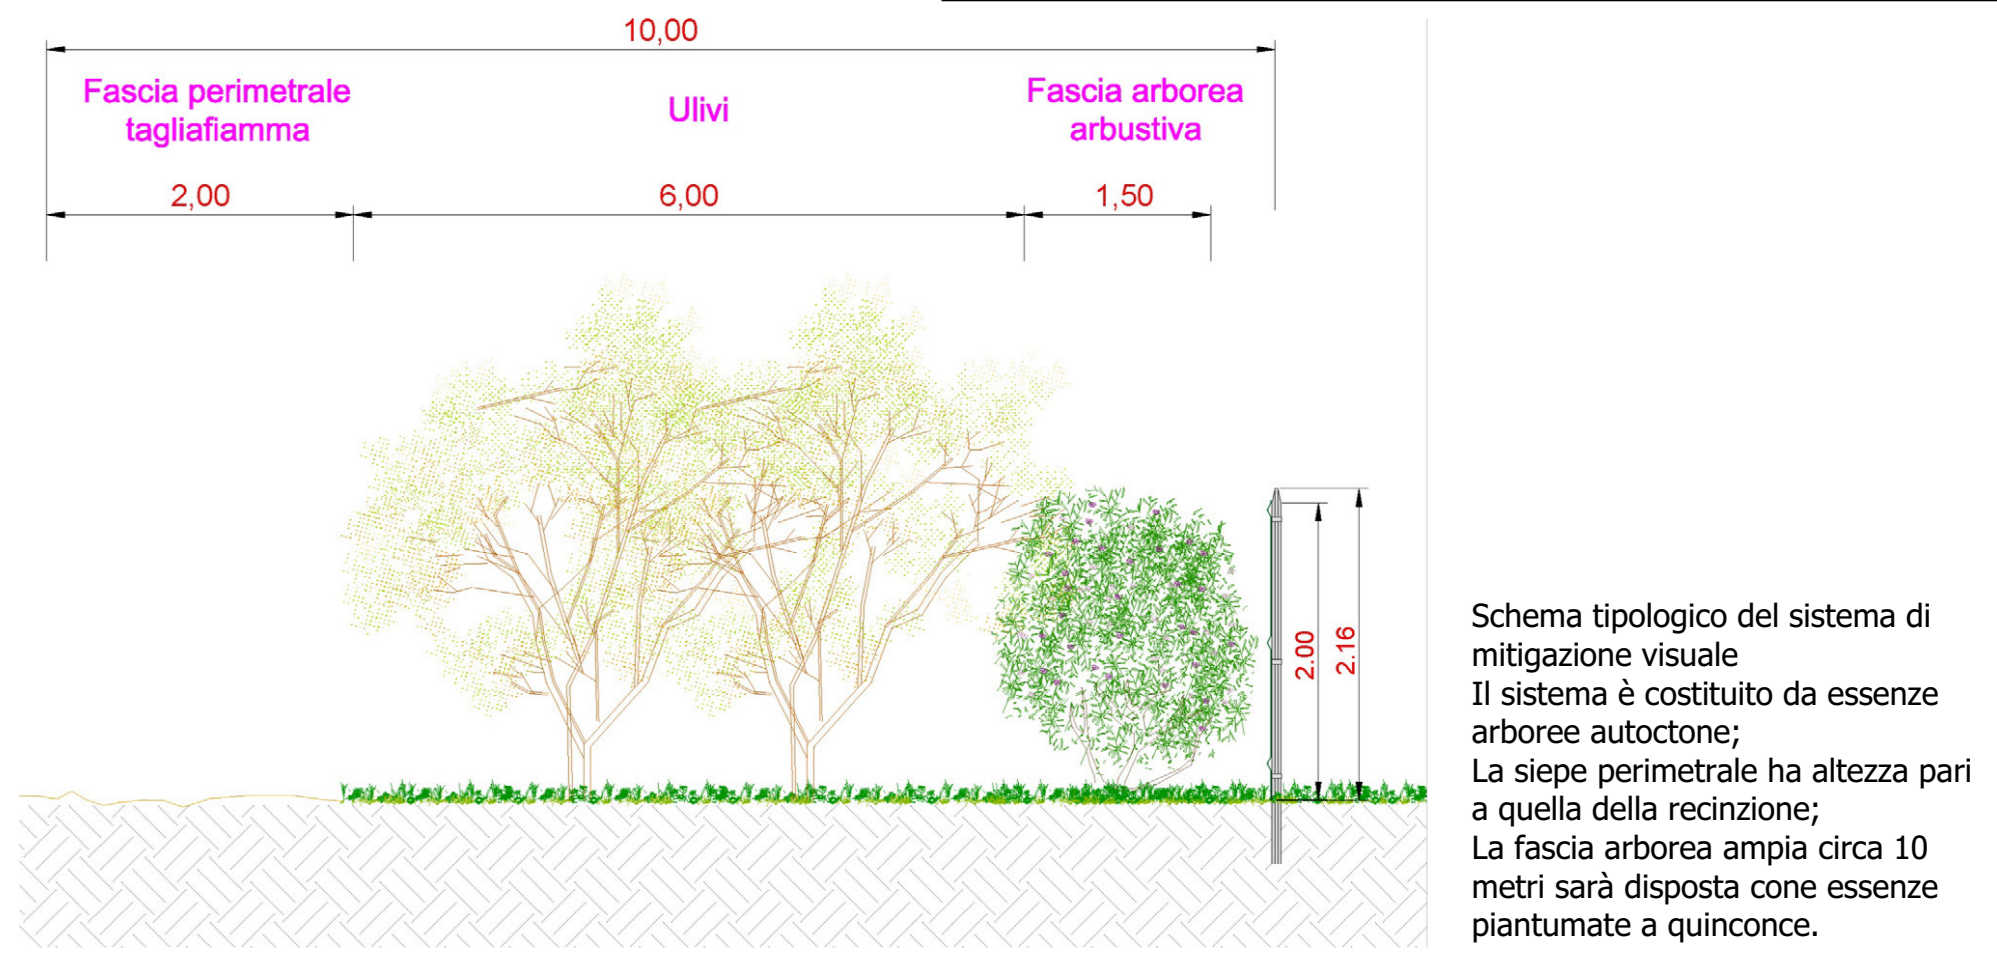 10,00
Fascia perimetrale
tagliafiamma
Ulivi
Fascia arborea
arbustiva
2,00
6,00
1,50
2.00
2.16
Schema tipologico del sistema di
mitigazione visuale
Il sistema è costituito da essenze
arboree autoctone;
La siepe perimetrale ha altezza pari
a quella della recinzione;
La fascia arborea ampia circa 10
metri sarà disposta cone essenze
piantumate a quinconce.